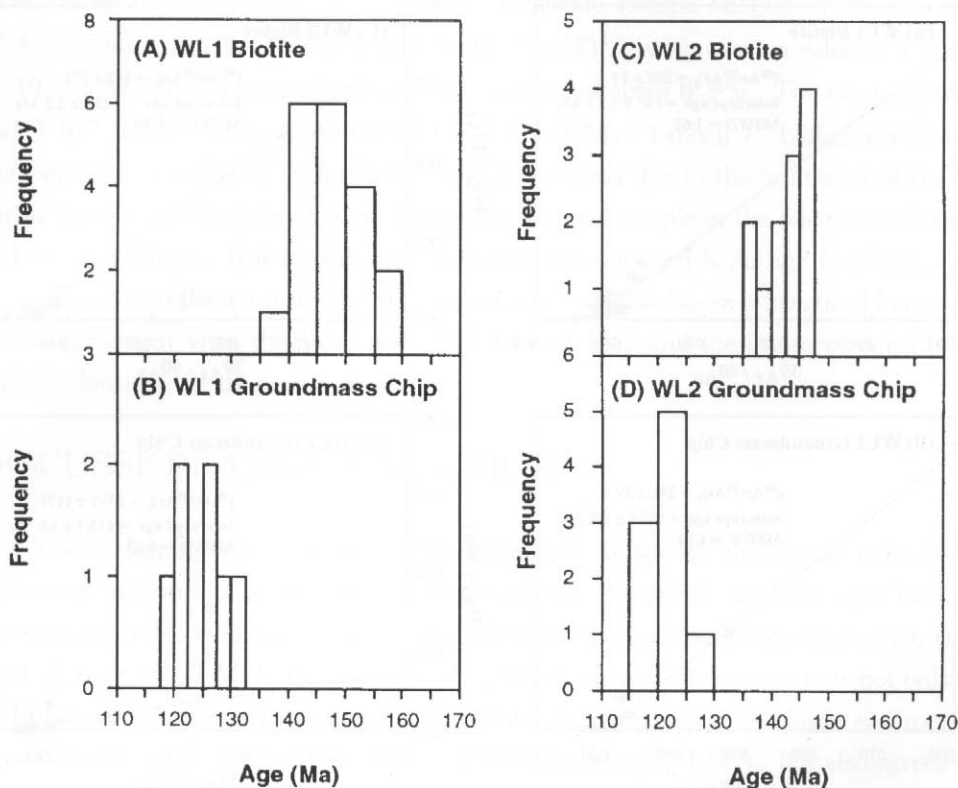 (A) WL1 Biotite
Frequency
8
6
4
2
3
(B) WL1 Groundmass Chip
Frequency
2
1
0
110 120 130 140 150 160 170
Age (Ma)
(C) WL2 Biotite
Frequency
5
4
3
2
1
6
(D) WL2 Groundmass Chip
Frequency
5
4
3
2
1
0
110 120 130 140 150 160 170
Age (Ma)